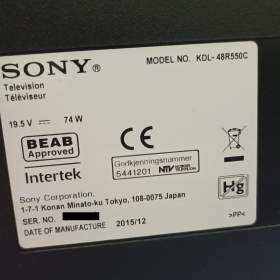 SONY®
MODEL NO. KDL-48R550C
Television
Téléviseur
19.5 V ⎓ 74 W
BEAB
Approved
Intertek
CE
Godkjenningsnummer
5441201 NTV
Hg
Sony Corporation,
1-7-1 Konan Minato-ku Tokyo, 108-0075 Japan
SER. NO.
DATE OF MANUFACTURE 2015/12
>PP<